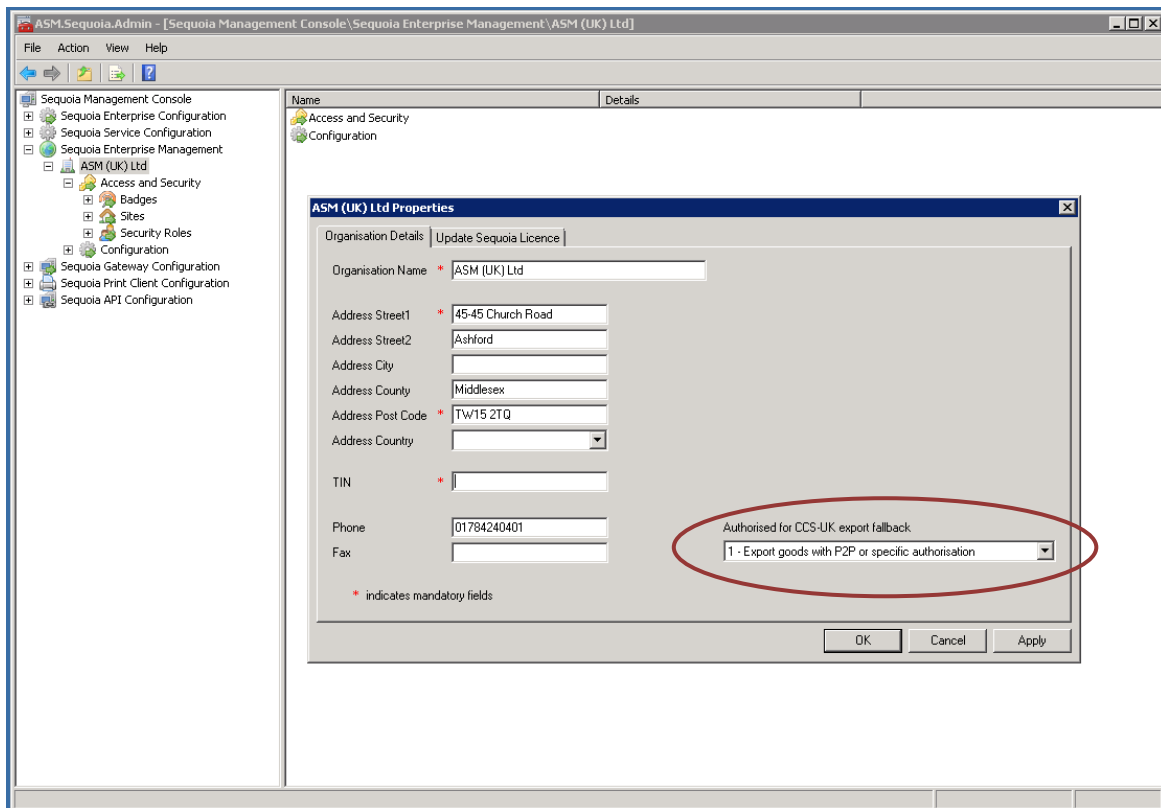 ASM.Sequoia.Admin - [Sequoia Management Console\Sequoia Enterprise Management\ASM (UK) Ltd]
File Action View Help
Sequoia Management Console
Sequoia Enterprise Configuration
Sequoia Service Configuration
Sequoia Enterprise Management
ASM (UK) Ltd
Access and Security
Badges
Sites
Security Roles
Configuration
Sequoia Gateway Configuration
Sequoia Print Client Configuration
Sequoia API Configuration
Name Details
Access and Security
Configuration
ASM (UK) Ltd Properties
Organisation Details Update Sequoia Licence
Organisation Name * ASM (UK) Ltd
Address Street1 * 45-45 Church Road
Address Street2 Ashford
Address City
Address County Middlesex
Address Post Code * TW15 2TQ
Address Country
TIN *
Phone 01784240401
Fax
Authorised for CCS-UK export fallback
1 - Export goods with P2P or specific authorisation
* indicates mandatory fields
OK Cancel Apply